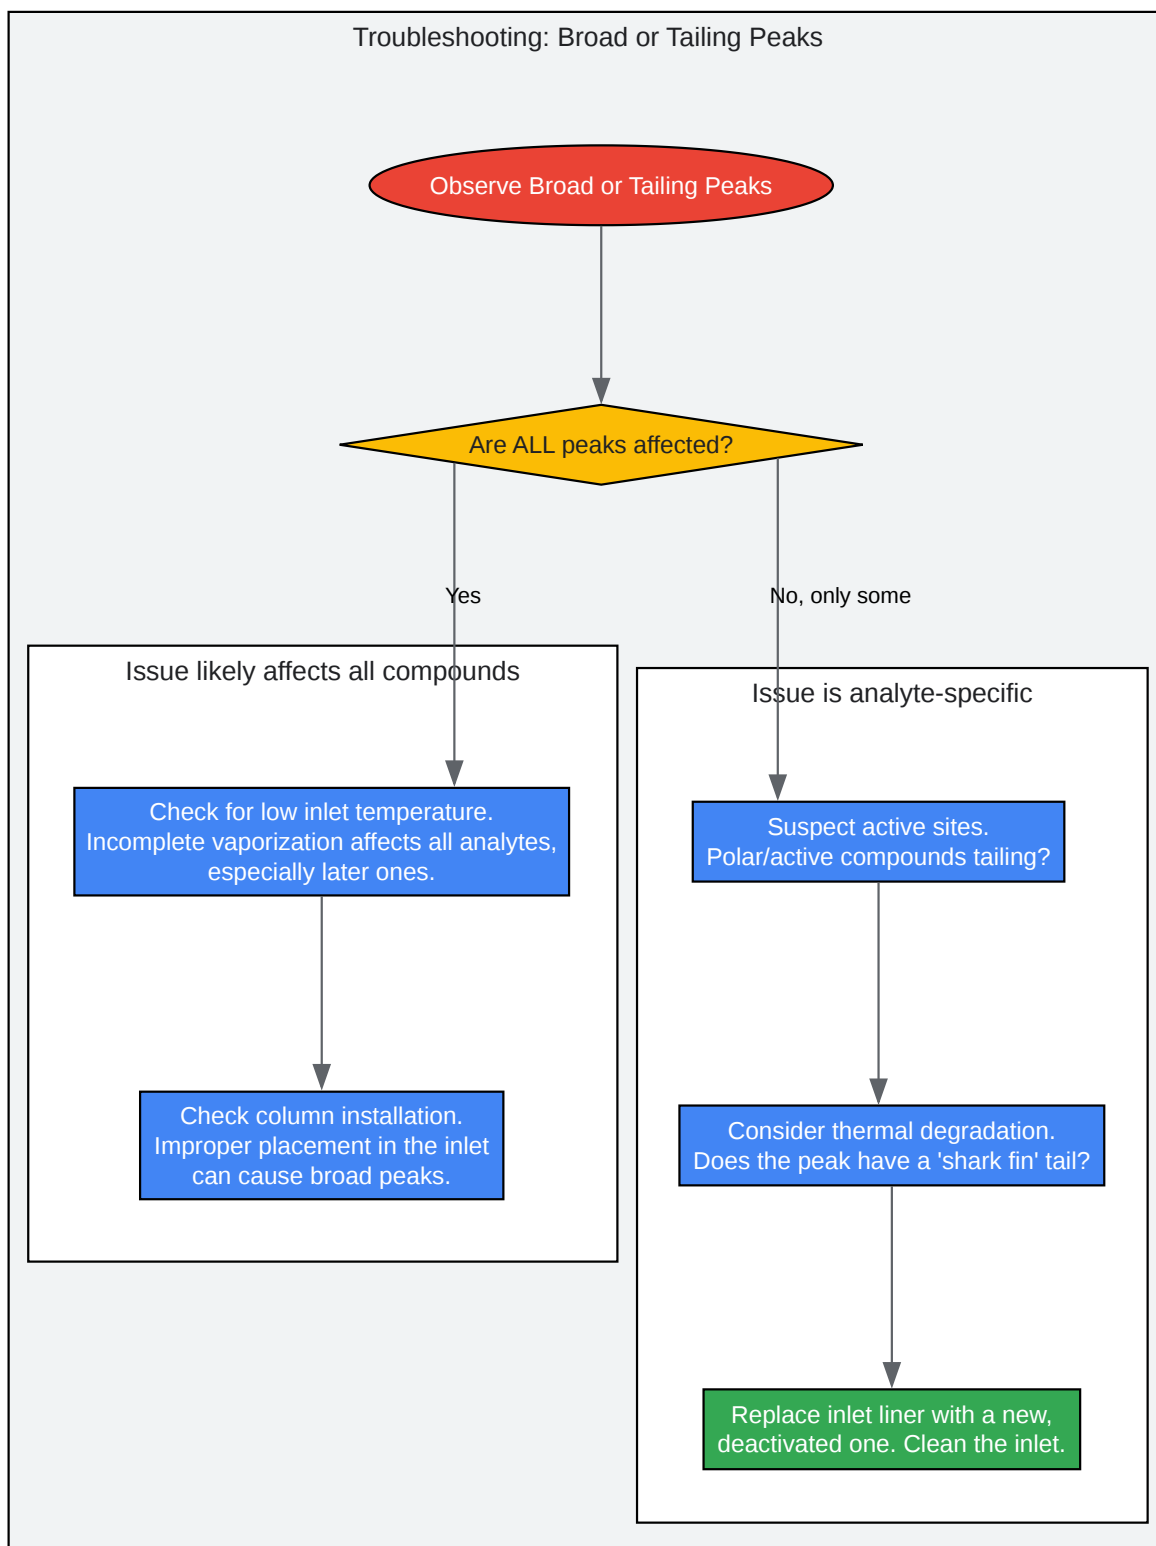 Troubleshooting: Broad or Tailing Peaks
Observe Broad or Tailing Peaks
Are ALL peaks affected?
Yes
No, only some
Issue likely affects all compounds
Check for low inlet temperature.
Incomplete vaporization affects all analytes,
especially later ones.
Check column installation.
Improper placement in the inlet
can cause broad peaks.
Issue is analyte-specific
Suspect active sites.
Polar/active compounds tailing?
Consider thermal degradation.
Does the peak have a 'shark fin' tail?
Replace inlet liner with a new,
deactivated one. Clean the inlet.